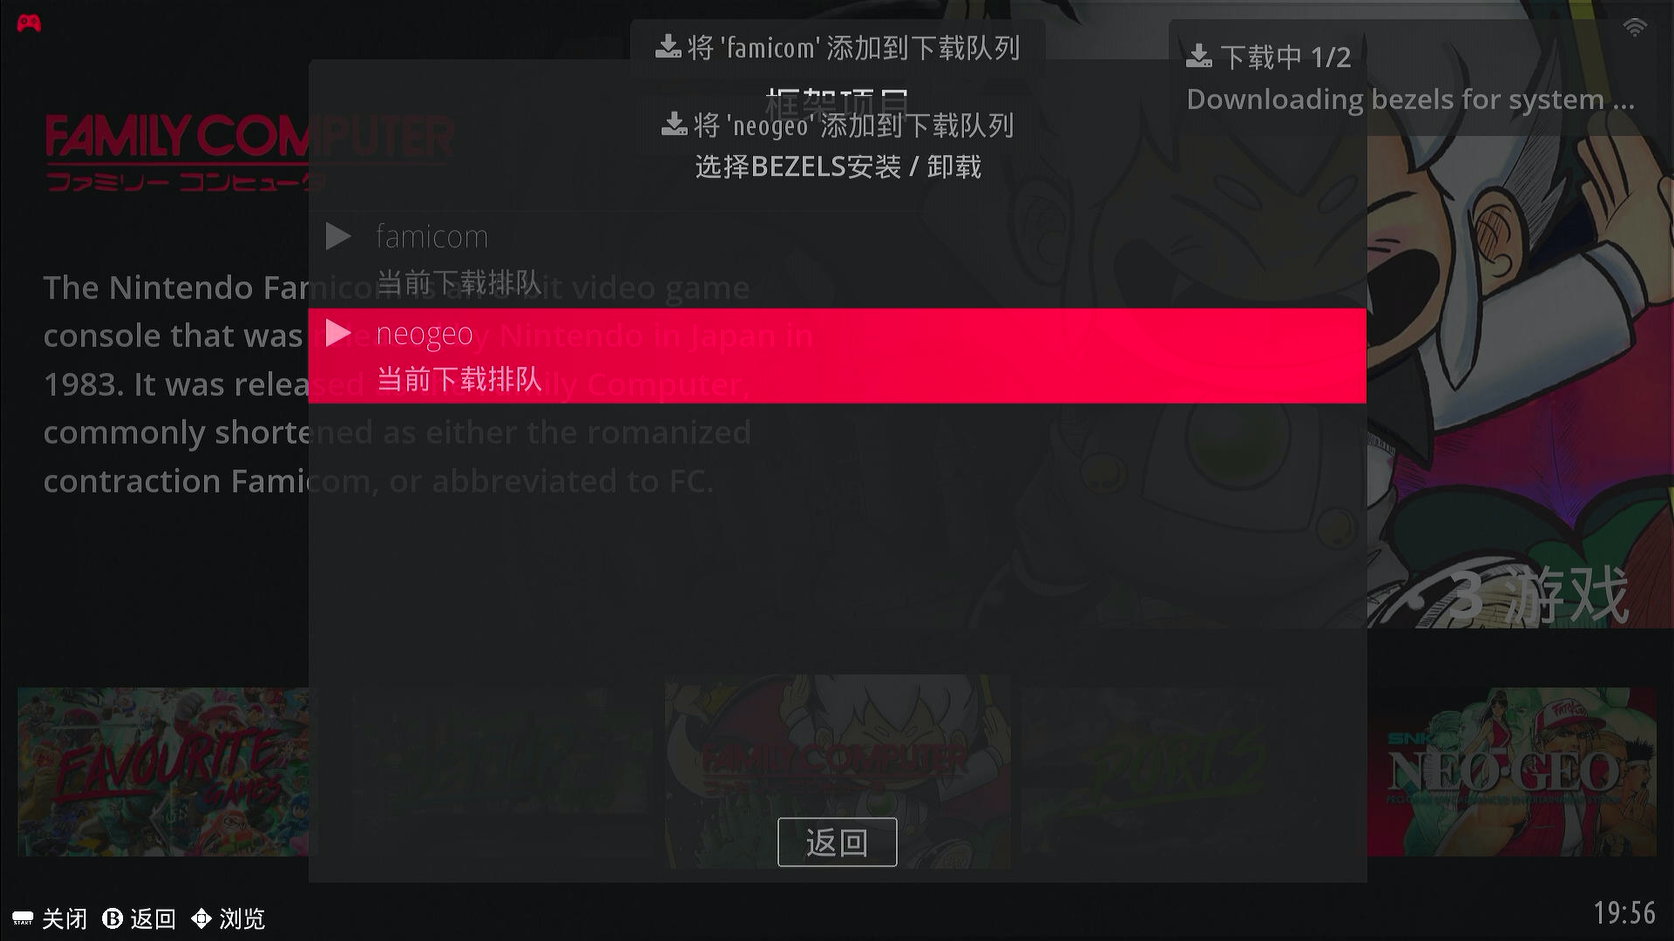 将 'famicom' 添加到下载队列
下载中 1/2
Downloading bezels for system ...
框架项目
将 'neogeo' 添加到下载队列
选择BEZELS安装 / 卸载
FAMILY COMPUTER
ファミリー コンピュータ
famicom
当前下载排队
neogeo
当前下载排队
The Nintendo Famicom is an 8-bit video game
console that was released by Nintendo in Japan in
1983. It was released as the Family Computer,
commonly shortened as either the romanized
contraction Famicom, or abbreviated to FC.
3 游戏
FAVOURITE
GAMES
FAMILY COMPUTER
PORTS
SNK
NEO·GEO
返回
START 关闭 B 返回 浏览
19:56